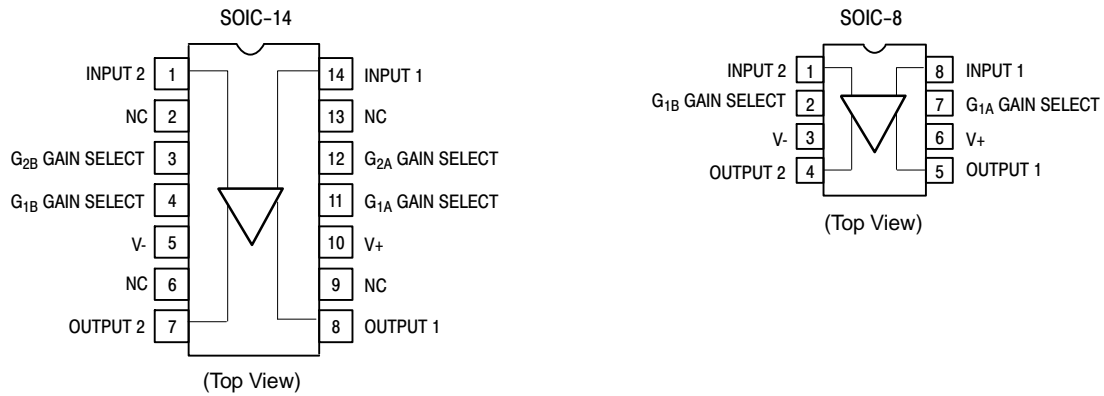 SOIC-14
INPUT 2 1 14 INPUT 1
NC 2 13 NC
G2B GAIN SELECT 3 12 G2A GAIN SELECT
G1B GAIN SELECT 4 11 G1A GAIN SELECT
V- 5 10 V+
NC 6 9 NC
OUTPUT 2 7 8 OUTPUT 1
(Top View)
SOIC-8
INPUT 2 1 8 INPUT 1
G1B GAIN SELECT 2 7 G1A GAIN SELECT
V- 3 6 V+
OUTPUT 2 4 5 OUTPUT 1
(Top View)